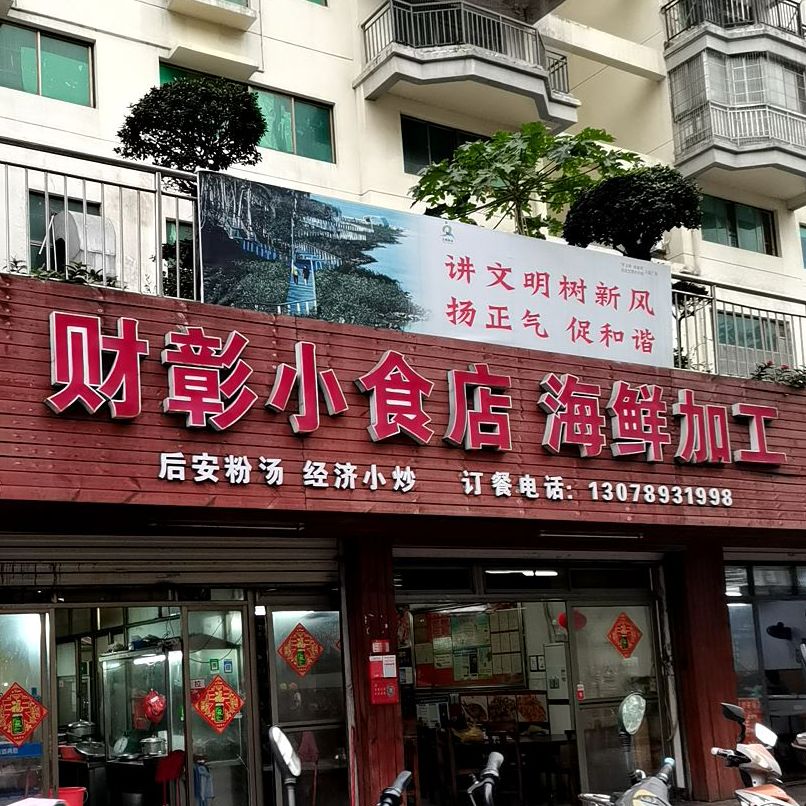 讲文明树新风
扬正气 促和谐
财彰小食店 海鲜加工
后安粉汤 经济小炒 订餐电话: 13078931998
福